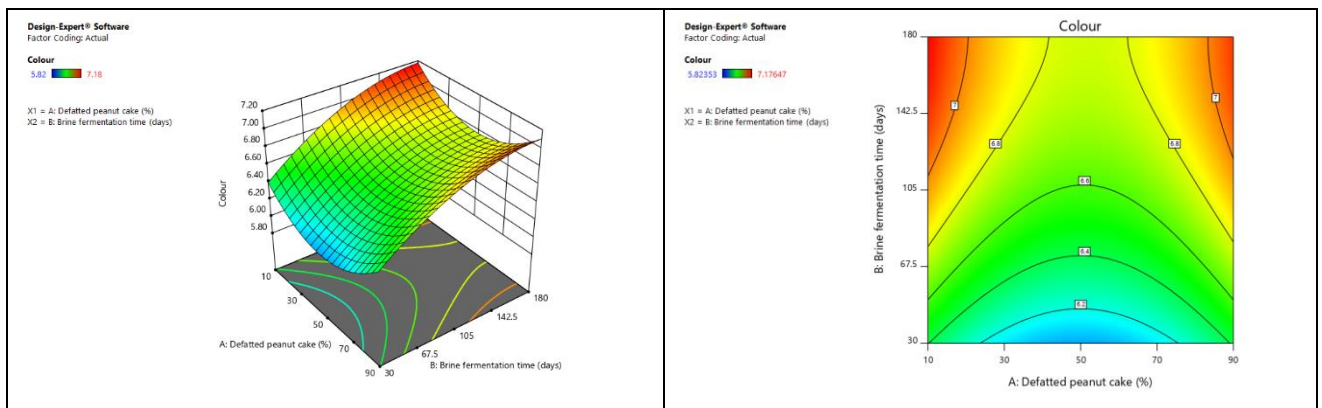 Design-Expert® Software
Factor Coding: Actual
Colour
5.82 7.18
X1 = A: Defatted peanut cake (%)
X2 = B: Brine fermentation time (days)
7.20
7.00
6.80
6.60
6.40
6.20
6.00
5.80
Colour
10
30
50
70
90
30
67.5
105
142.5
180
A: Defatted peanut cake (%)
B: Brine fermentation time (days)
Design-Expert® Software
Factor Coding: Actual
Colour
5.82353 7.17647
X1 = A: Defatted peanut cake (%)
X2 = B: Brine fermentation time (days)
Colour
180
142.5
105
67.5
30
B: Brine fermentation time (days)
7
7
6.8
6.8
6.6
6.4
6.2
10
30
50
70
90
A: Defatted peanut cake (%)